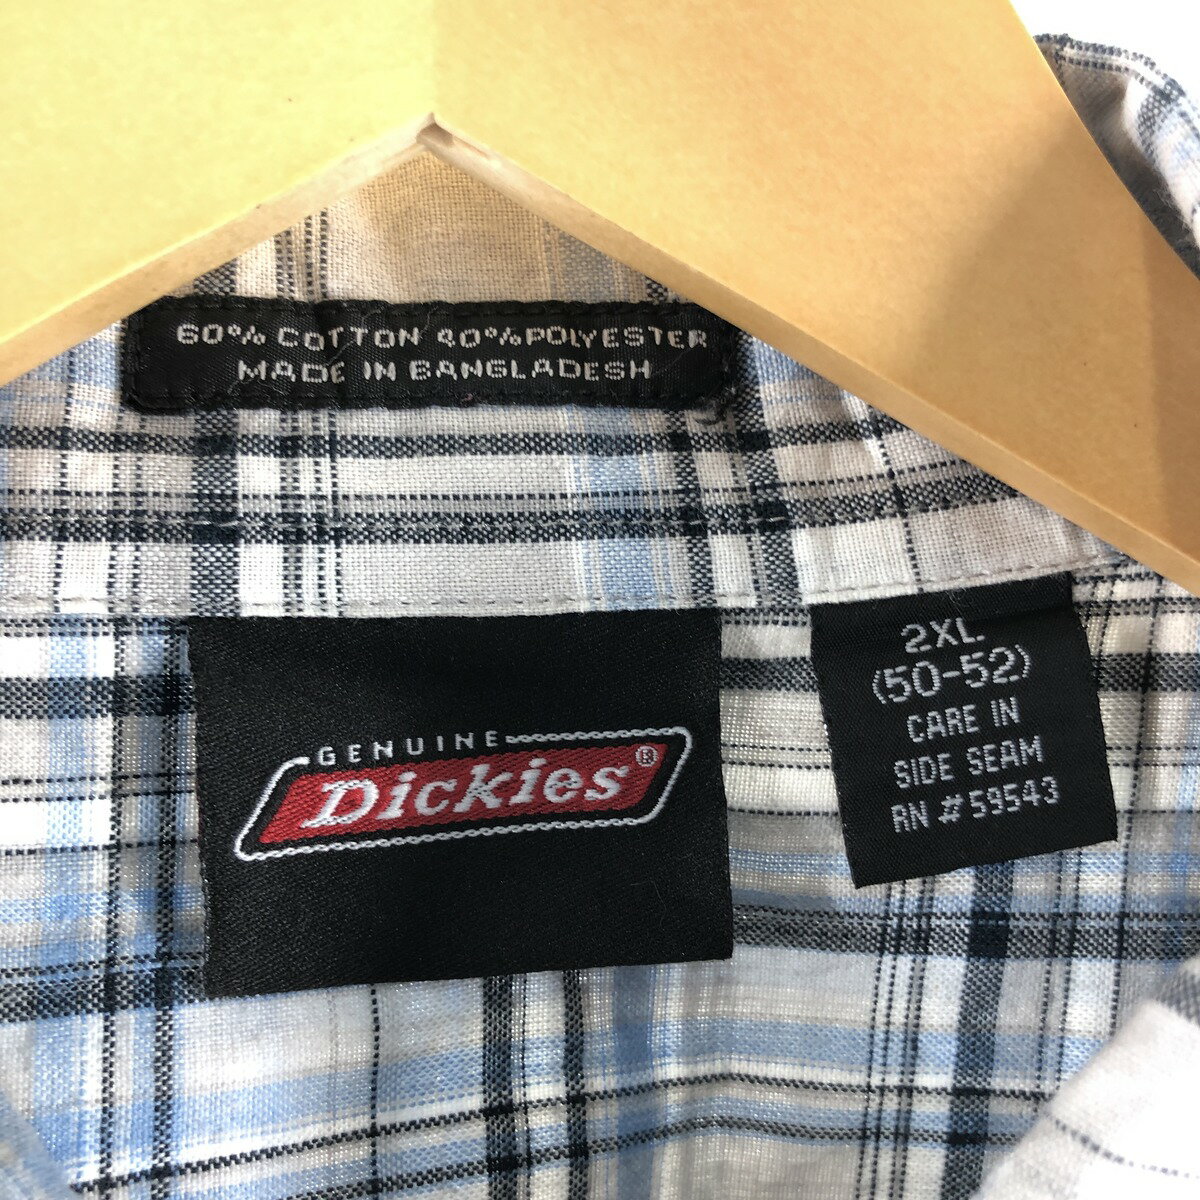 60% COTTON 40% POLYESTER
MADE IN BANGLADESH
GENUINE
Dickies®
2XL
(50-52)
CARE IN
SIDE SEAM
RN #59543